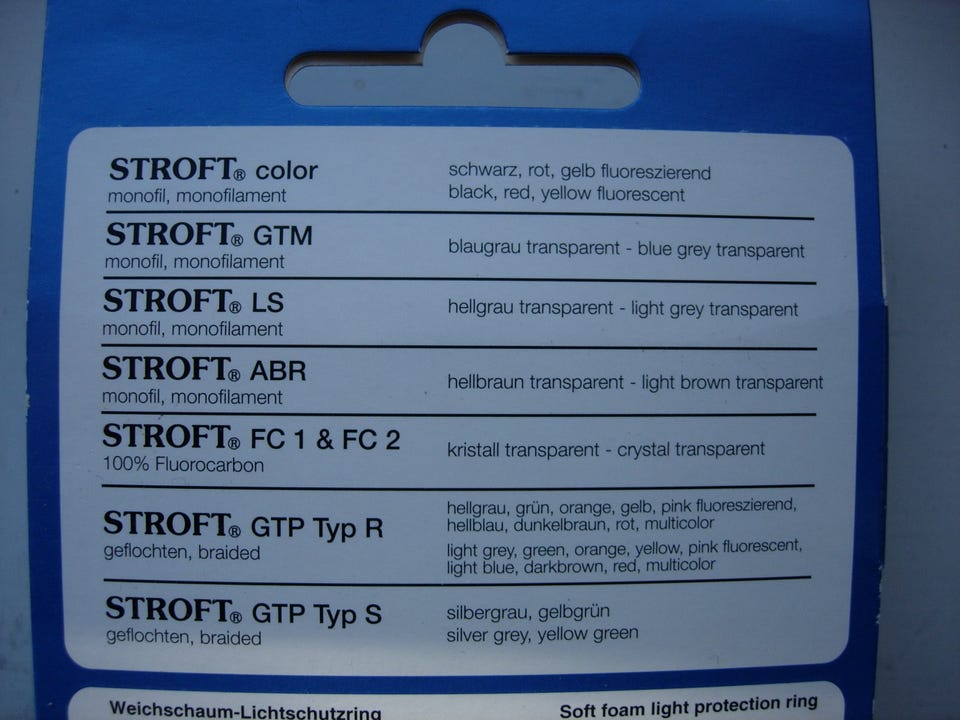 STROFT® color
monofil, monofilament
schwarz, rot, gelb fluoreszierend
black, red, yellow fluorescent
STROFT® GTM
monofil, monofilament
blaugrau transparent - blue grey transparent
STROFT® LS
monofil, monofilament
hellgrau transparent - light grey transparent
STROFT® ABR
monofil, monofilament
hellbraun transparent - light brown transparent
STROFT® FC 1 & FC 2
100% Fluorocarbon
kristall transparent - crystal transparent
STROFT® GTP Typ R
geflochten, braided
hellgrau, grün, orange, gelb, pink fluoreszierend,
hellblau, dunkelbraun, rot, multicolor
light grey, green, orange, yellow, pink fluorescent,
light blue, darkbrown, red, multicolor
STROFT® GTP Typ S
geflochten, braided
silbergrau, gelbgrün
silver grey, yellow green
Weichschaum-Lichtschutzring
Soft foam light protection ring